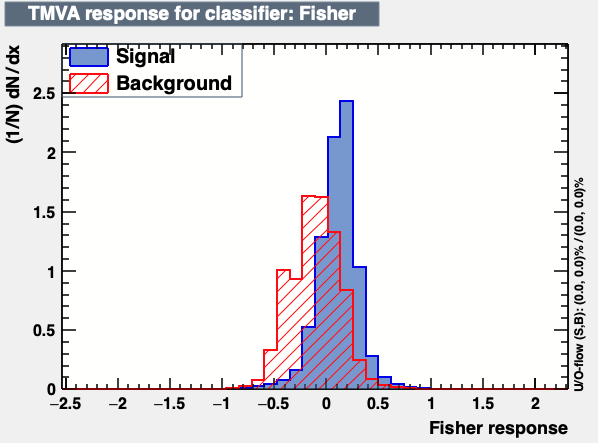 TMVA response for classifier: Fisher
(1/N) dN / dx
Signal
Background
2.5
2
1.5
1
0.5
0
−2.5 −2 −1.5 −1 −0.5 0 0.5 1 1.5 2
Fisher response
U/O-flow (S,B): (0.0, 0.0)% / (0.0, 0.0)%